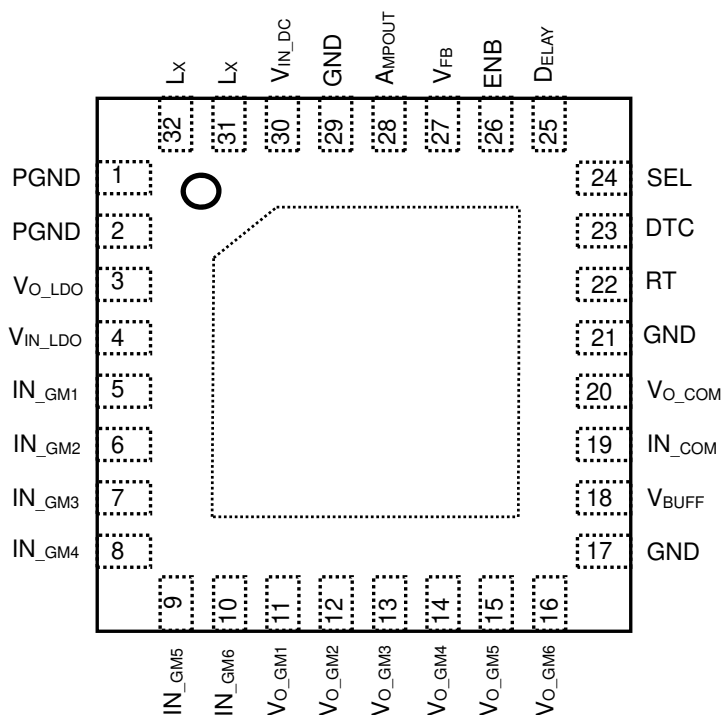 LX LX VIN_DC GND AMPOUT VFB ENB DELAY
32 31 30 29 28 27 26 25
PGND 1 24 SEL
PGND 2 23 DTC
VO_LDO 3 22 RT
VIN_LDO 4 21 GND
IN_GM1 5 20 VO_COM
IN_GM2 6 19 IN_COM
IN_GM3 7 18 VBUFF
IN_GM4 8 17 GND
9 10 11 12 13 14 15 16
IN_GM5 IN_GM6 VO_GM1 VO_GM2 VO_GM3 VO_GM4 VO_GM5 VO_GM6